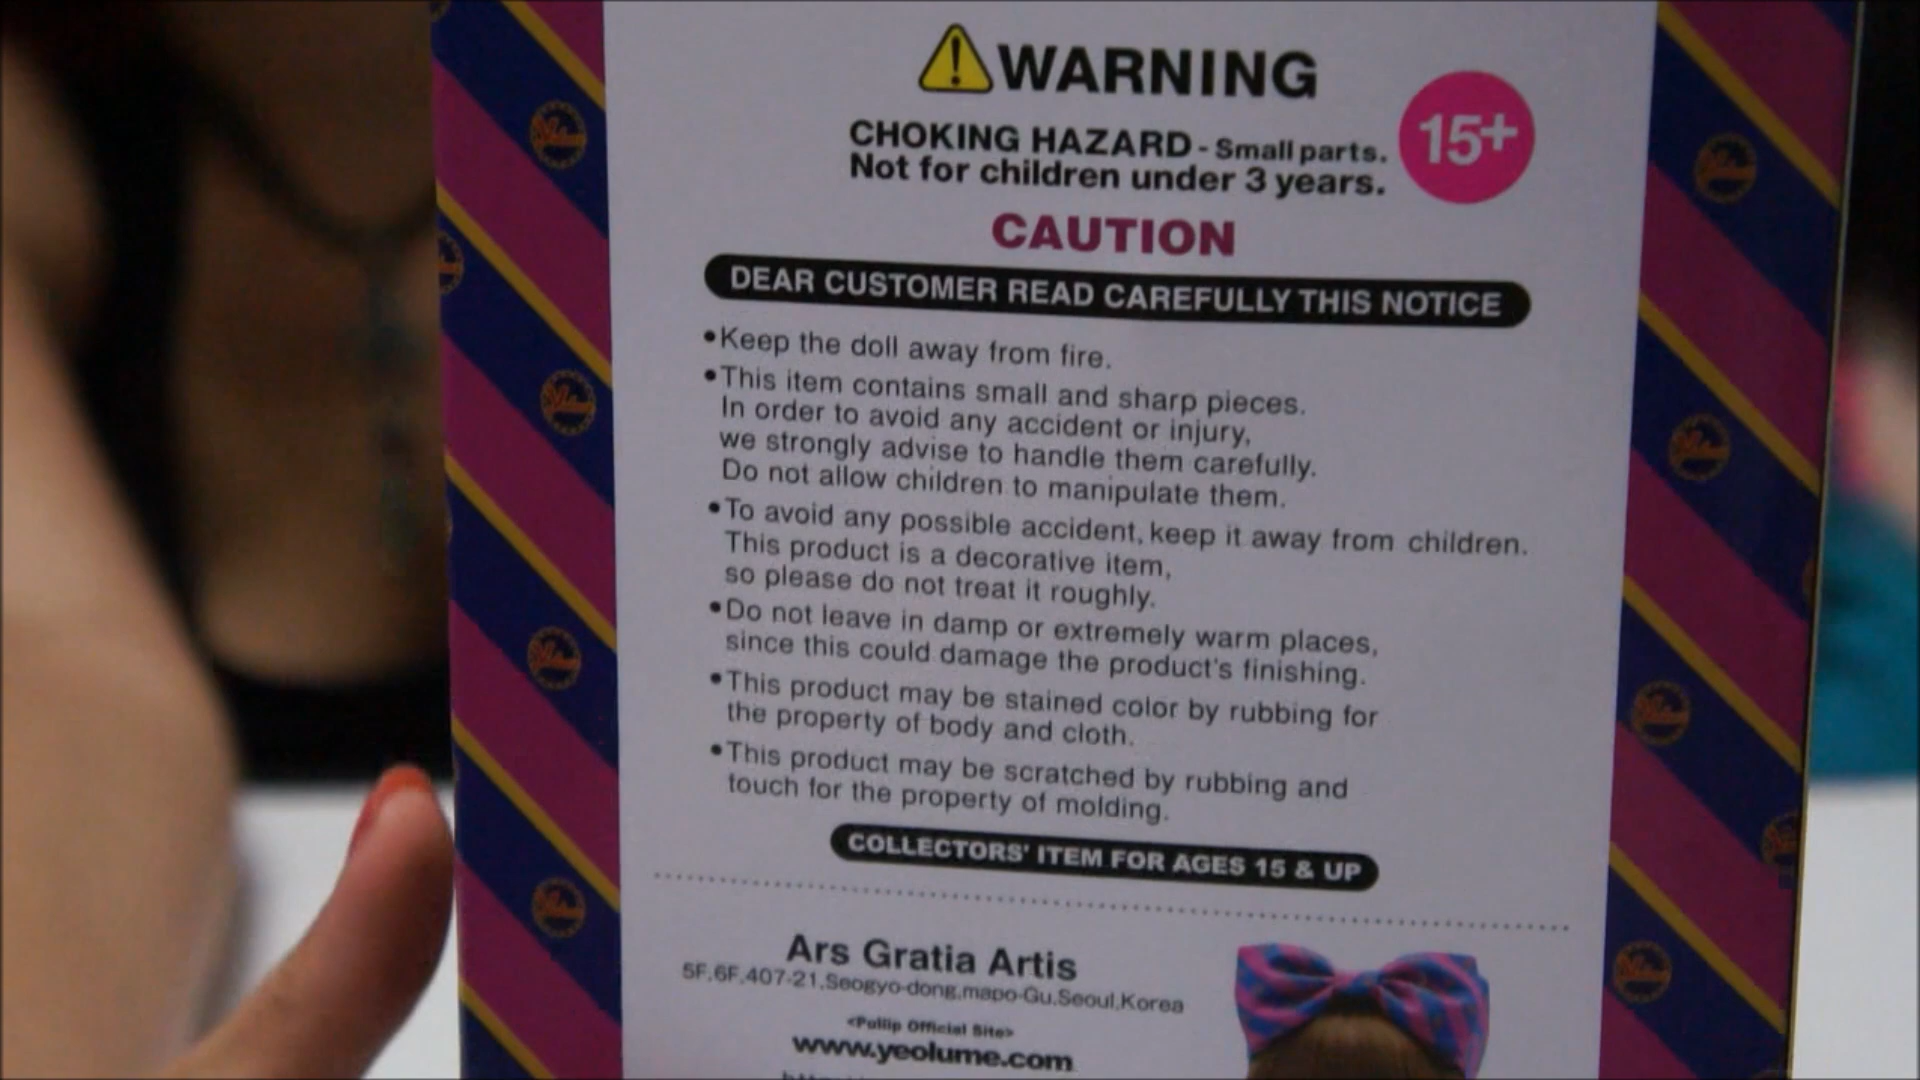 WARNING
CHOKING HAZARD - Small parts.
Not for children under 3 years.
15+
CAUTION
DEAR CUSTOMER READ CAREFULLY THIS NOTICE
•Keep the doll away from fire.
•This item contains small and sharp pieces.
In order to avoid any accident or injury,
we strongly advise to handle them carefully.
Do not allow children to manipulate them.
•To avoid any possible accident, keep it away from children.
This product is a decorative item,
so please do not treat it roughly.
•Do not leave in damp or extremely warm places,
since this could damage the product's finishing.
•This product may be stained color by rubbing for
the property of body and cloth.
•This product may be scratched by rubbing and
touch for the property of molding.
COLLECTORS' ITEM FOR AGES 15 & UP
Ars Gratia Artis
5F,6F,407-21,Seogyo-dong,mapo-Gu,Seoul,Korea
<Pullip Official Site>
www.yeolume.com